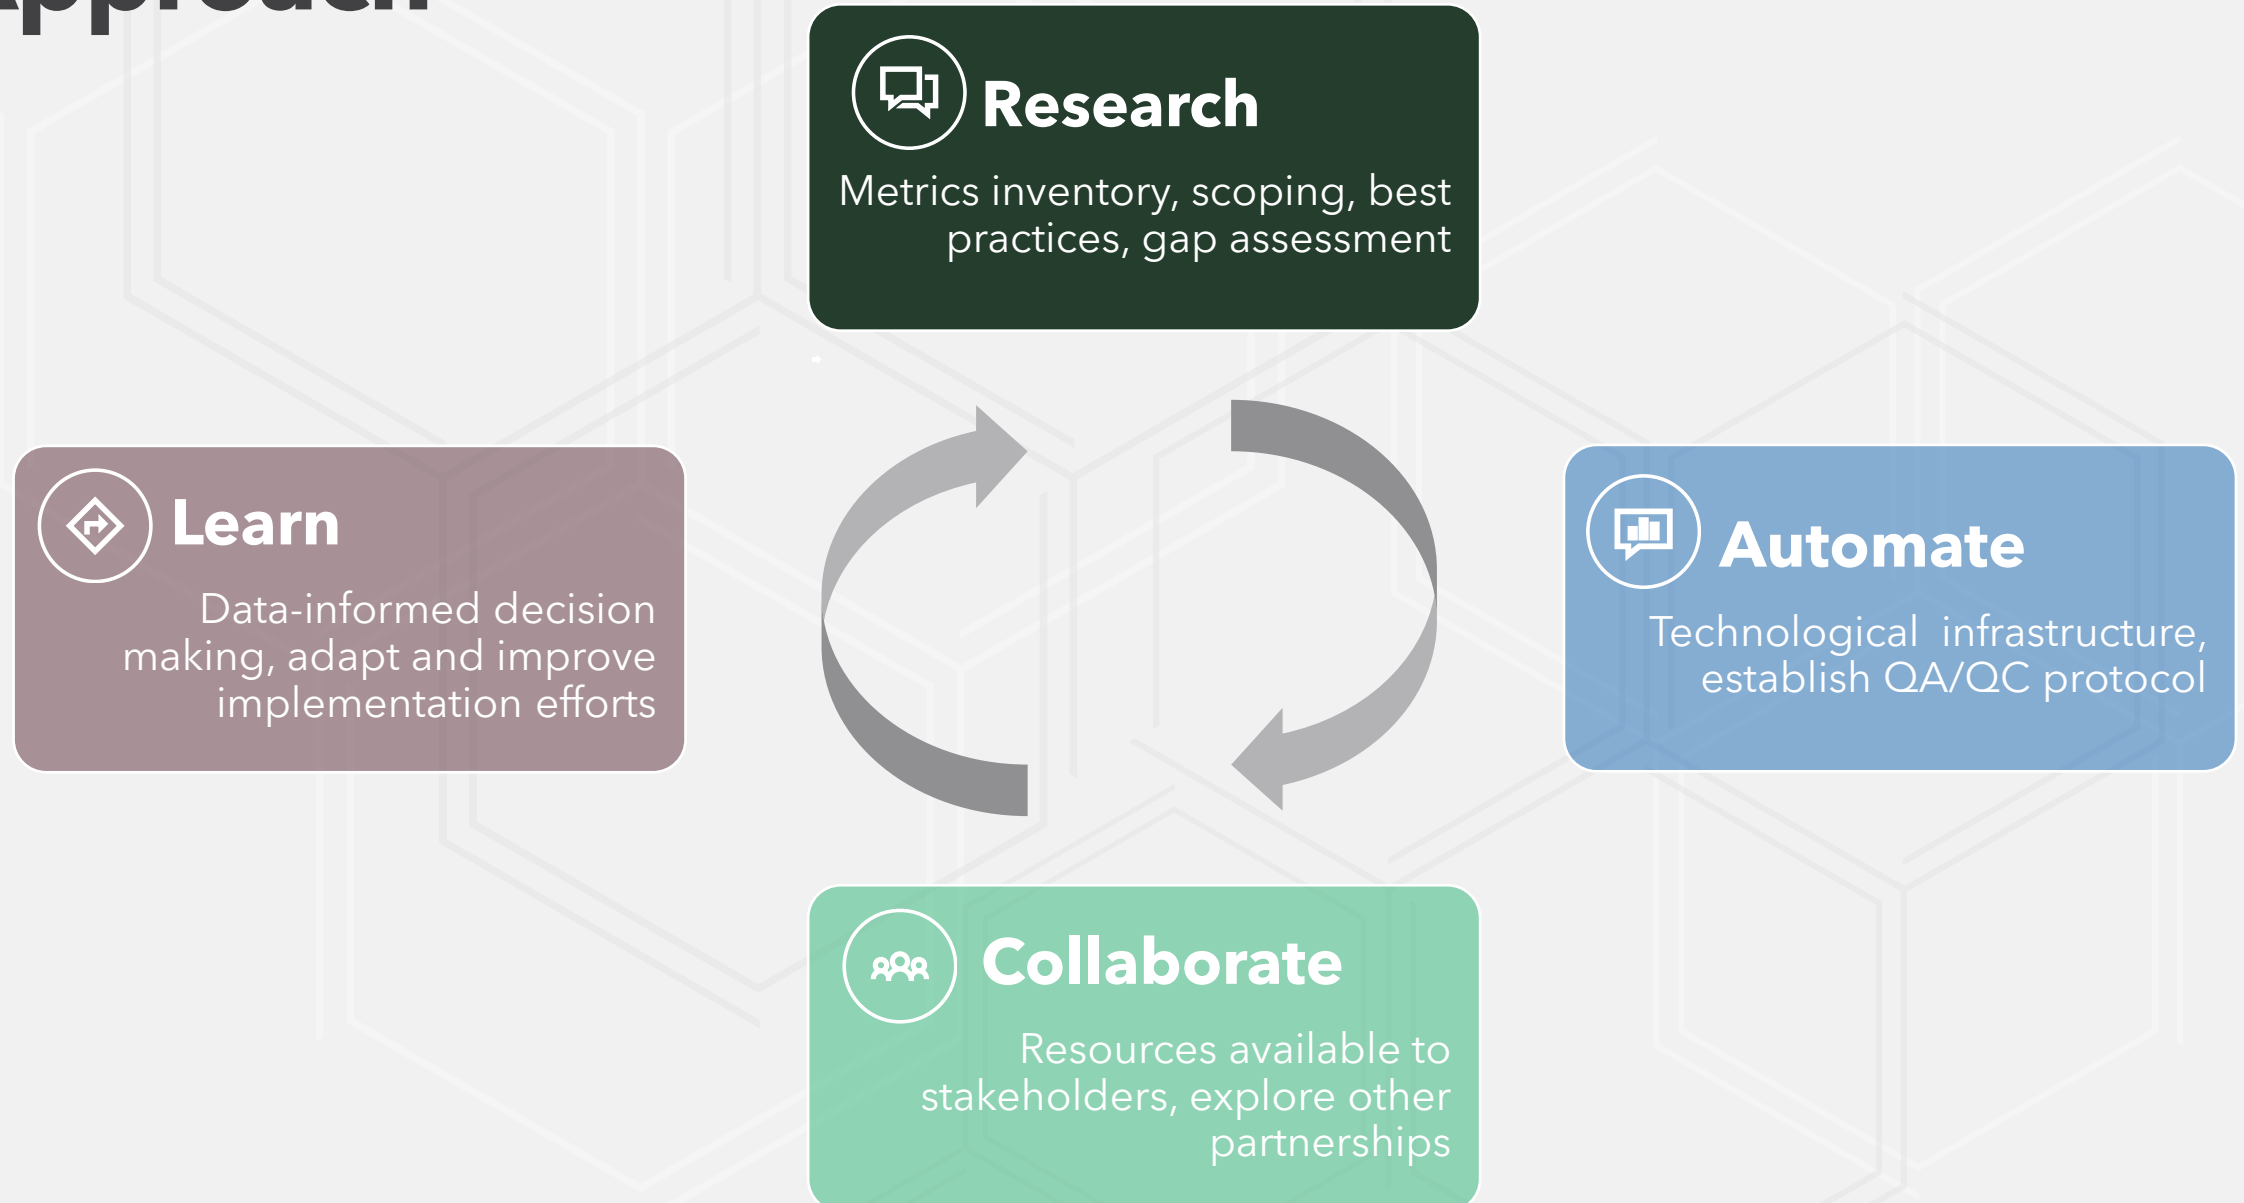 Approach
Research
Metrics inventory, scoping, best
practices, gap assessment
Learn
Data-informed decision
making, adapt and improve
implementation efforts
Automate
Technological infrastructure,
establish QA/QC protocol
Collaborate
Resources available to
stakeholders, explore other
partnerships